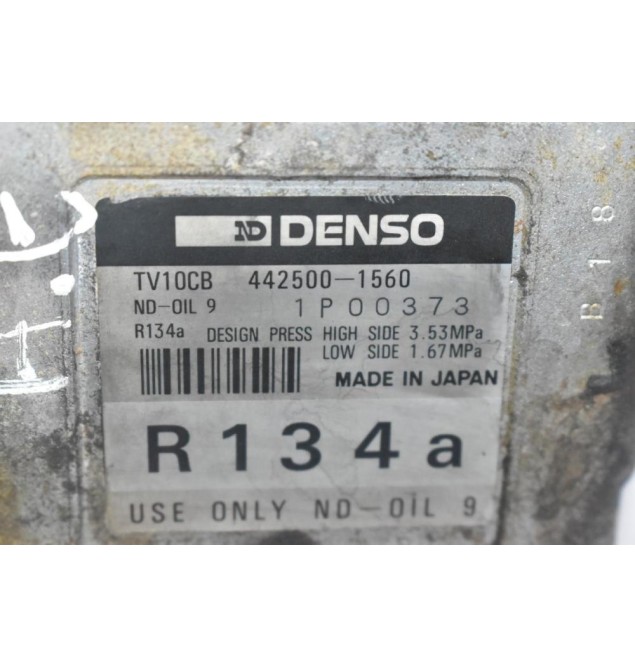 ND DENSO
TV10CB 442500-1560
ND-OIL 9 1P00373
R134a DESIGN PRESS HIGH SIDE 3.53MPa
LOW SIDE 1.67MPa
MADE IN JAPAN
R134a
USE ONLY ND-OIL 9
B18